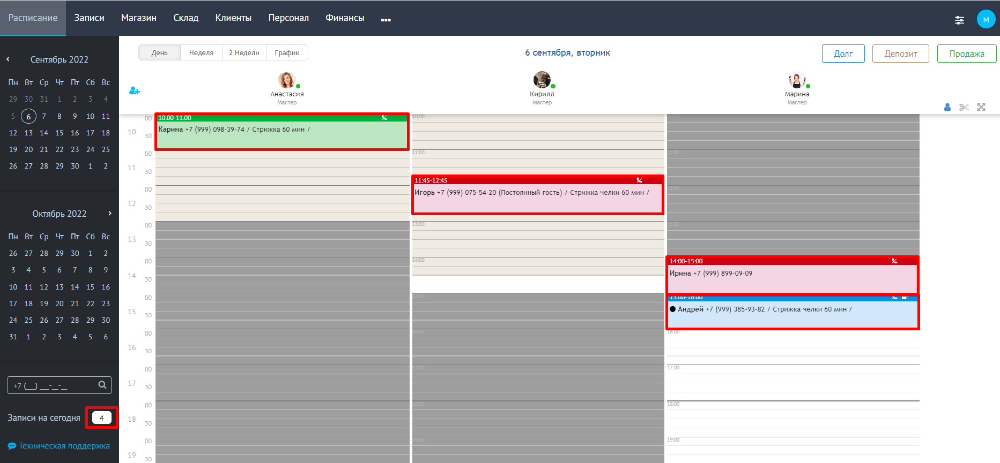 Расписание Записи Магазин Склад Клиенты Персонал Финансы ••• М
Сентябрь 2022
Пн Вт Ср Чт Пт Сб Вс
29 30 31 1 2 3 4
5 6 7 8 9 10 11
12 13 14 15 16 17 18
19 20 21 22 23 24 25
26 27 28 29 30 1 2
Октябрь 2022
Пн Вт Ср Чт Пт Сб Вс
26 27 28 29 30 1 2
3 4 5 6 7 8 9
10 11 12 13 14 15 16
17 18 19 20 21 22 23
24 25 26 27 28 29 30
31 1 2 3 4 5 6
+7 (__) ___-__-__
Записи на сегодня 4
Техническая поддержка
День Неделя 2 Недели График
6 сентября, вторник
Долг Депозит Продажа
Анастасия
Мастер
Кирилл
Мастер
Марина
Мастер
00
10
30
00
11
30
00
12
30
00
13
30
00
14
30
00
15
30
00
16
30
00
17
30
00
18
30
00
19
30
10:00-11:00
Карина +7 (999) 098-39-74 / Стрижка 60 мин /
10:00
11:00
11:45-12:45
Игорь +7 (999) 075-54-20 (Постоянный гость) / Стрижка челки 60 мин /
13:00
14:00
15:00
16:00
17:00
18:00
19:00
10:00
11:00
12:00
13:00
14:00-15:00
Ирина +7 (999) 899-09-09
15:00-16:00
Андрей +7 (999) 385-93-82 / Стрижка челки 60 мин /
16:00
17:00
18:00
19:00